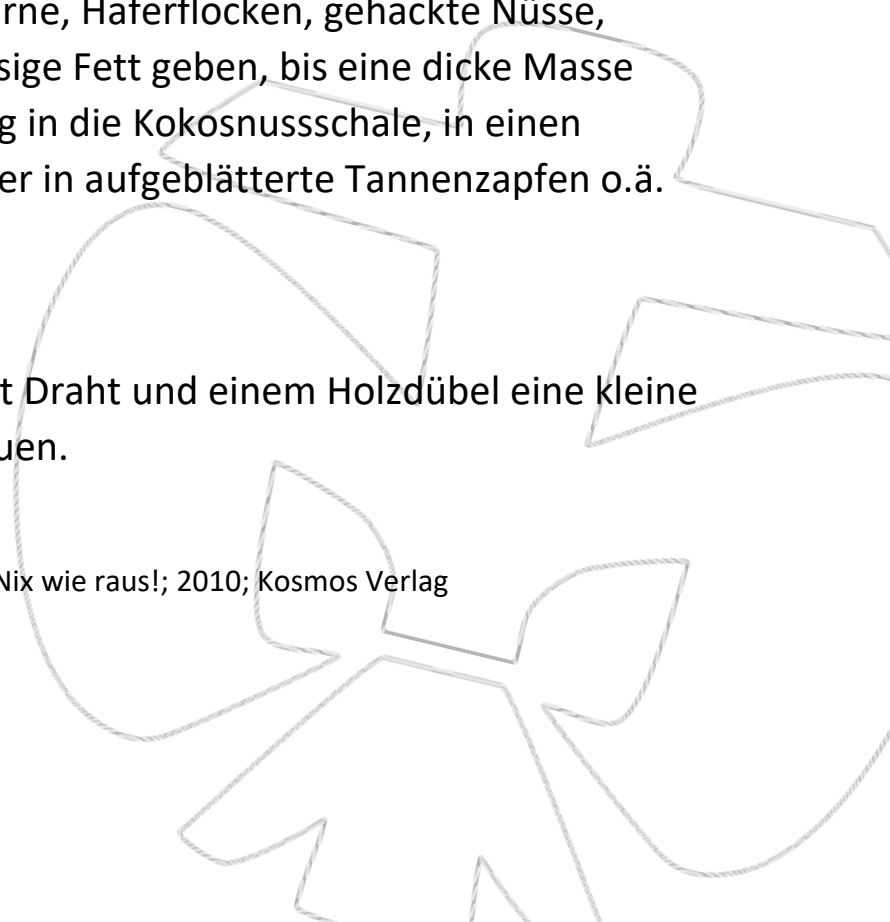 rne, Haferflocken, gehackte Nüsse,
sige Fett geben, bis eine dicke Masse
g in die Kokosnussschale, in einen
er in aufgeblätterte Tannenzapfen o.ä.
t Draht und einem Holzdübel eine kleine
uen.
Nix wie raus!; 2010; Kosmos Verlag